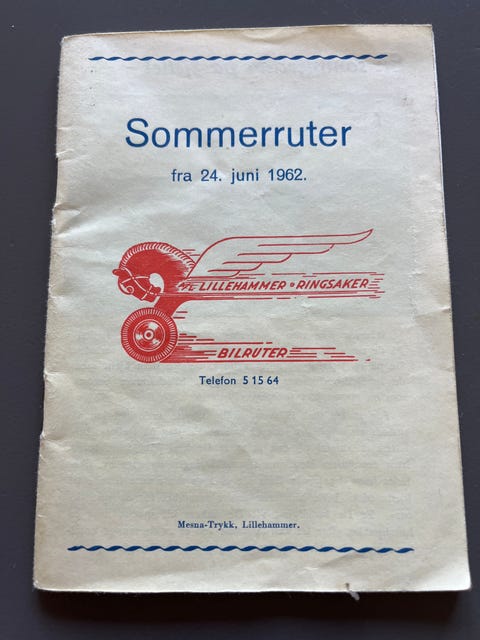 Sommerruter
fra 24. juni 1962.
LILLEHAMMER - RINGSAKER
BILRUTER
Telefon 5 15 64
Mesna-Trykk, Lillehammer.